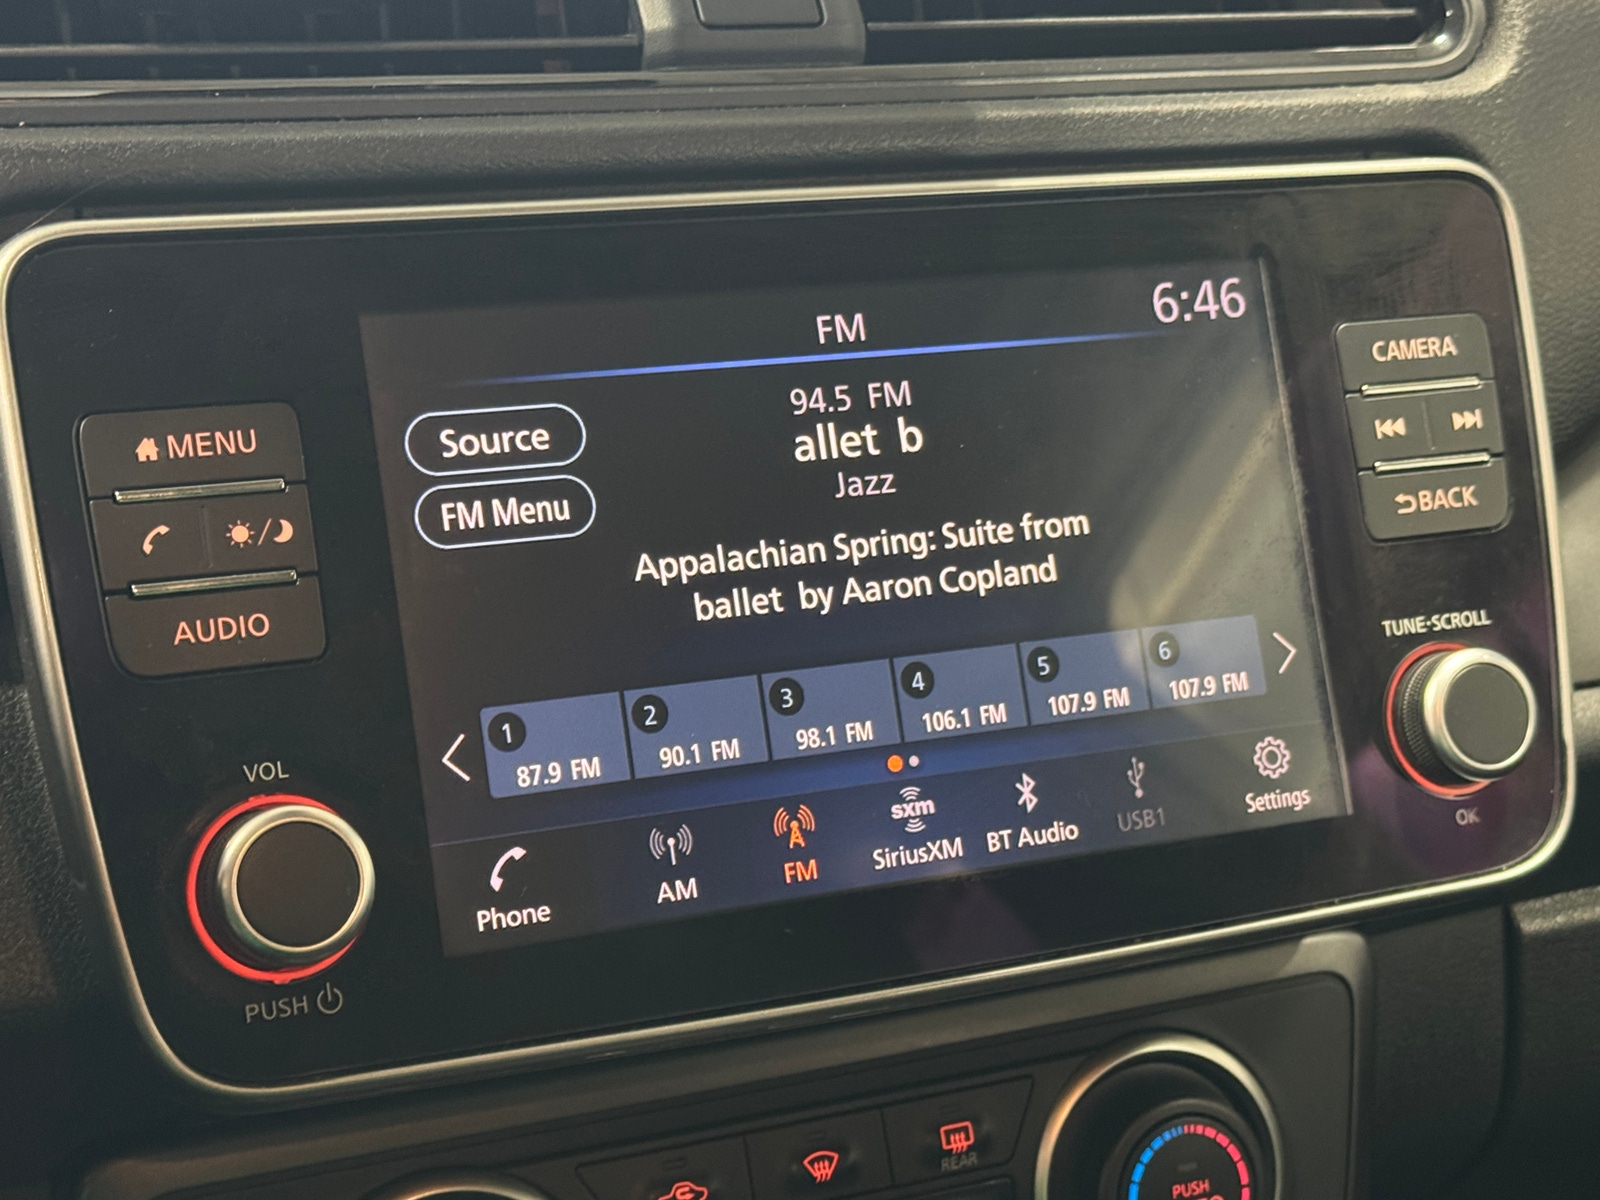 FM
6:46
MENU
AUDIO
VOL
PUSH
Source
FM Menu
94.5 FM
allet b
Jazz
Appalachian Spring: Suite from
ballet by Aaron Copland
1
87.9 FM
2
90.1 FM
3
98.1 FM
4
106.1 FM
5
107.9 FM
6
107.9 FM
Phone
AM
FM
sxm
SiriusXM
BT Audio
USB1
Settings
CAMERA
BACK
TUNE·SCROLL
OK
REAR
PUSH